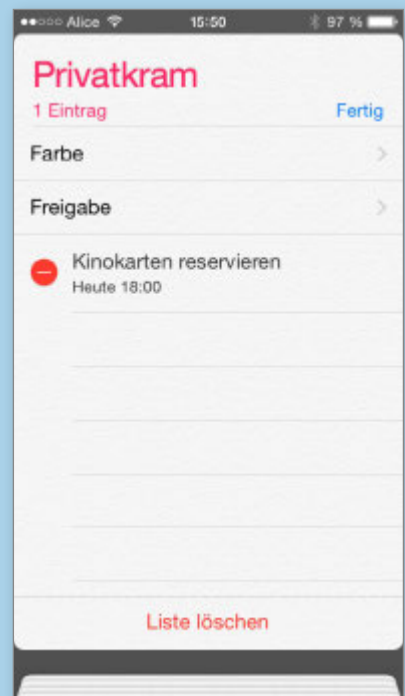 Alice 15:50 97 %
Privatkram
1 Eintrag Fertig
Farbe
Freigabe
Kinokarten reservieren
Heute 18:00
Liste löschen